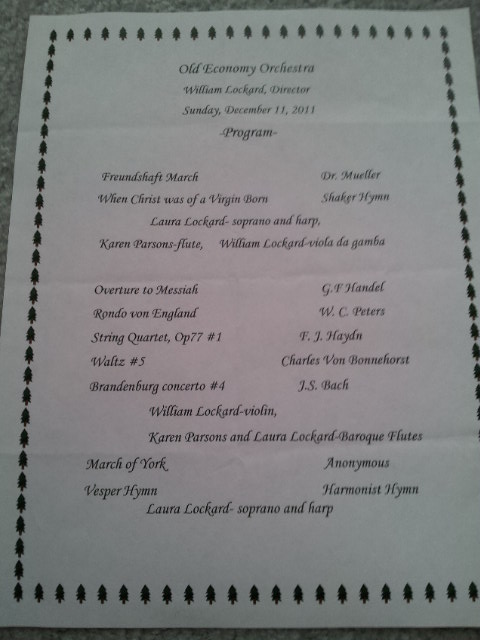 Old Economy Orchestra
William Lockard, Director
Sunday, December 11, 2011
-Program-
Freundshaft March Dr. Mueller
When Christ was of a Virgin Born Shaker Hymn
Laura Lockard- soprano and harp,
Karen Parsons-flute, William Lockard-viola da gamba
Overture to Messiah G.F Handel
Rondo von England W. C. Peters
String Quartet, Op77 #1 F. J. Haydn
Waltz #5 Charles Von Bonnehorst
Brandenburg concerto #4 J.S. Bach
William Lockard-violin,
Karen Parsons and Laura Lockard-Baroque Flutes
March of York Anonymous
Vesper Hymn Harmonist Hymn
Laura Lockard- soprano and harp